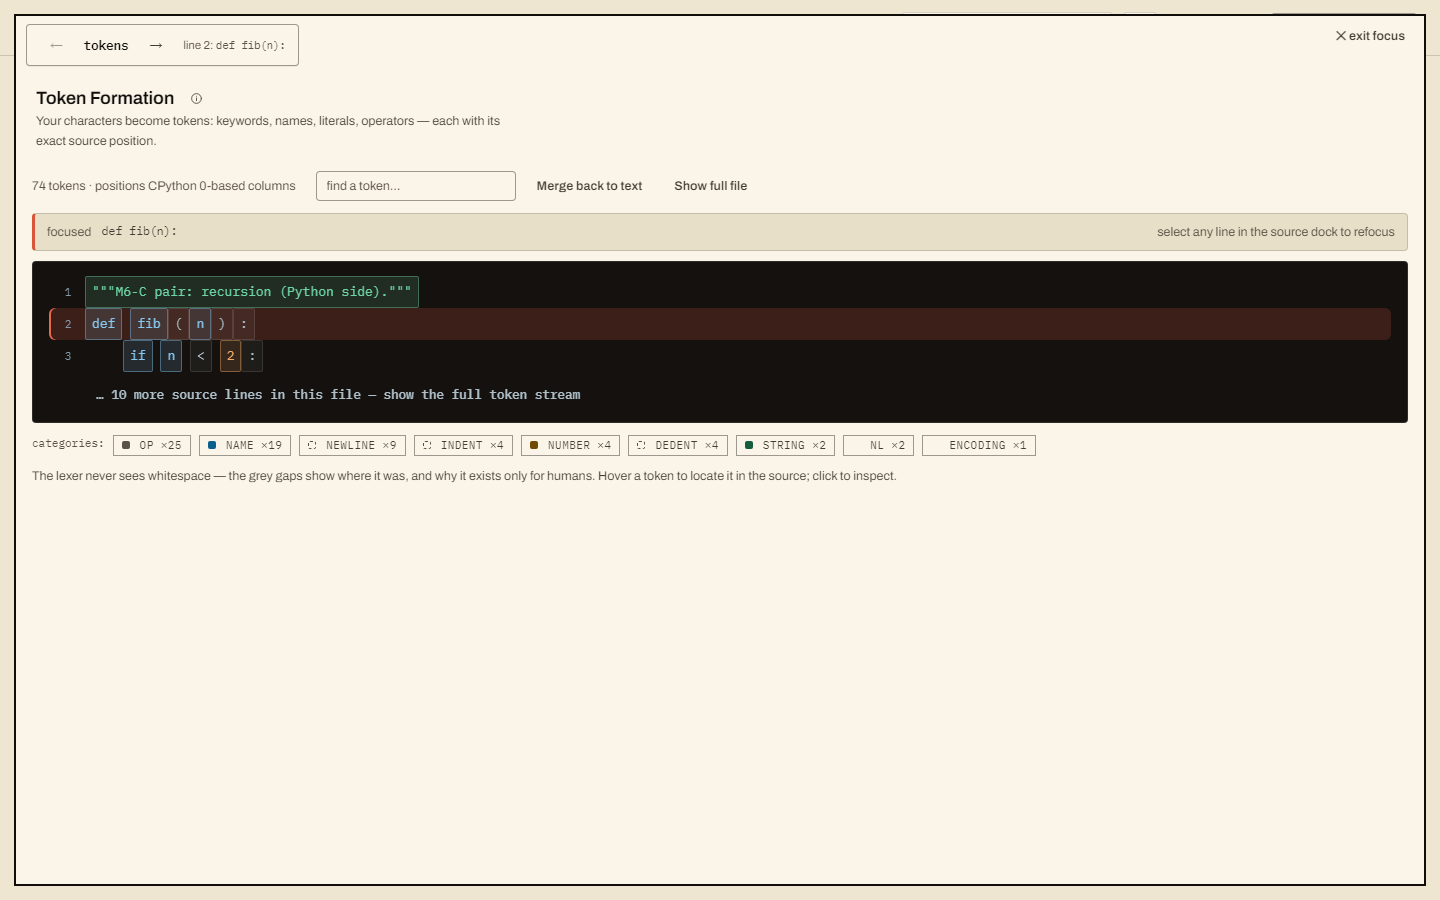 ← tokens → line 2: def fib(n):
exit focus
Token Formation
Your characters become tokens: keywords, names, literals, operators — each with its
exact source position.
74 tokens · positions CPython 0-based columns
find a token...
Merge back to text
Show full file
focused def fib(n):
select any line in the source dock to refocus
1 """M6-C pair: recursion (Python side)."""
2 def fib ( n ) :
3 if n < 2 :
… 10 more source lines in this file — show the full token stream
categories: OP ×25 NAME ×19 NEWLINE ×9 INDENT ×4 NUMBER ×4 DEDENT ×4 STRING ×2 NL ×2 ENCODING ×1
The lexer never sees whitespace — the grey gaps show where it was, and why it exists only for humans. Hover a token to locate it in the source; click to inspect.